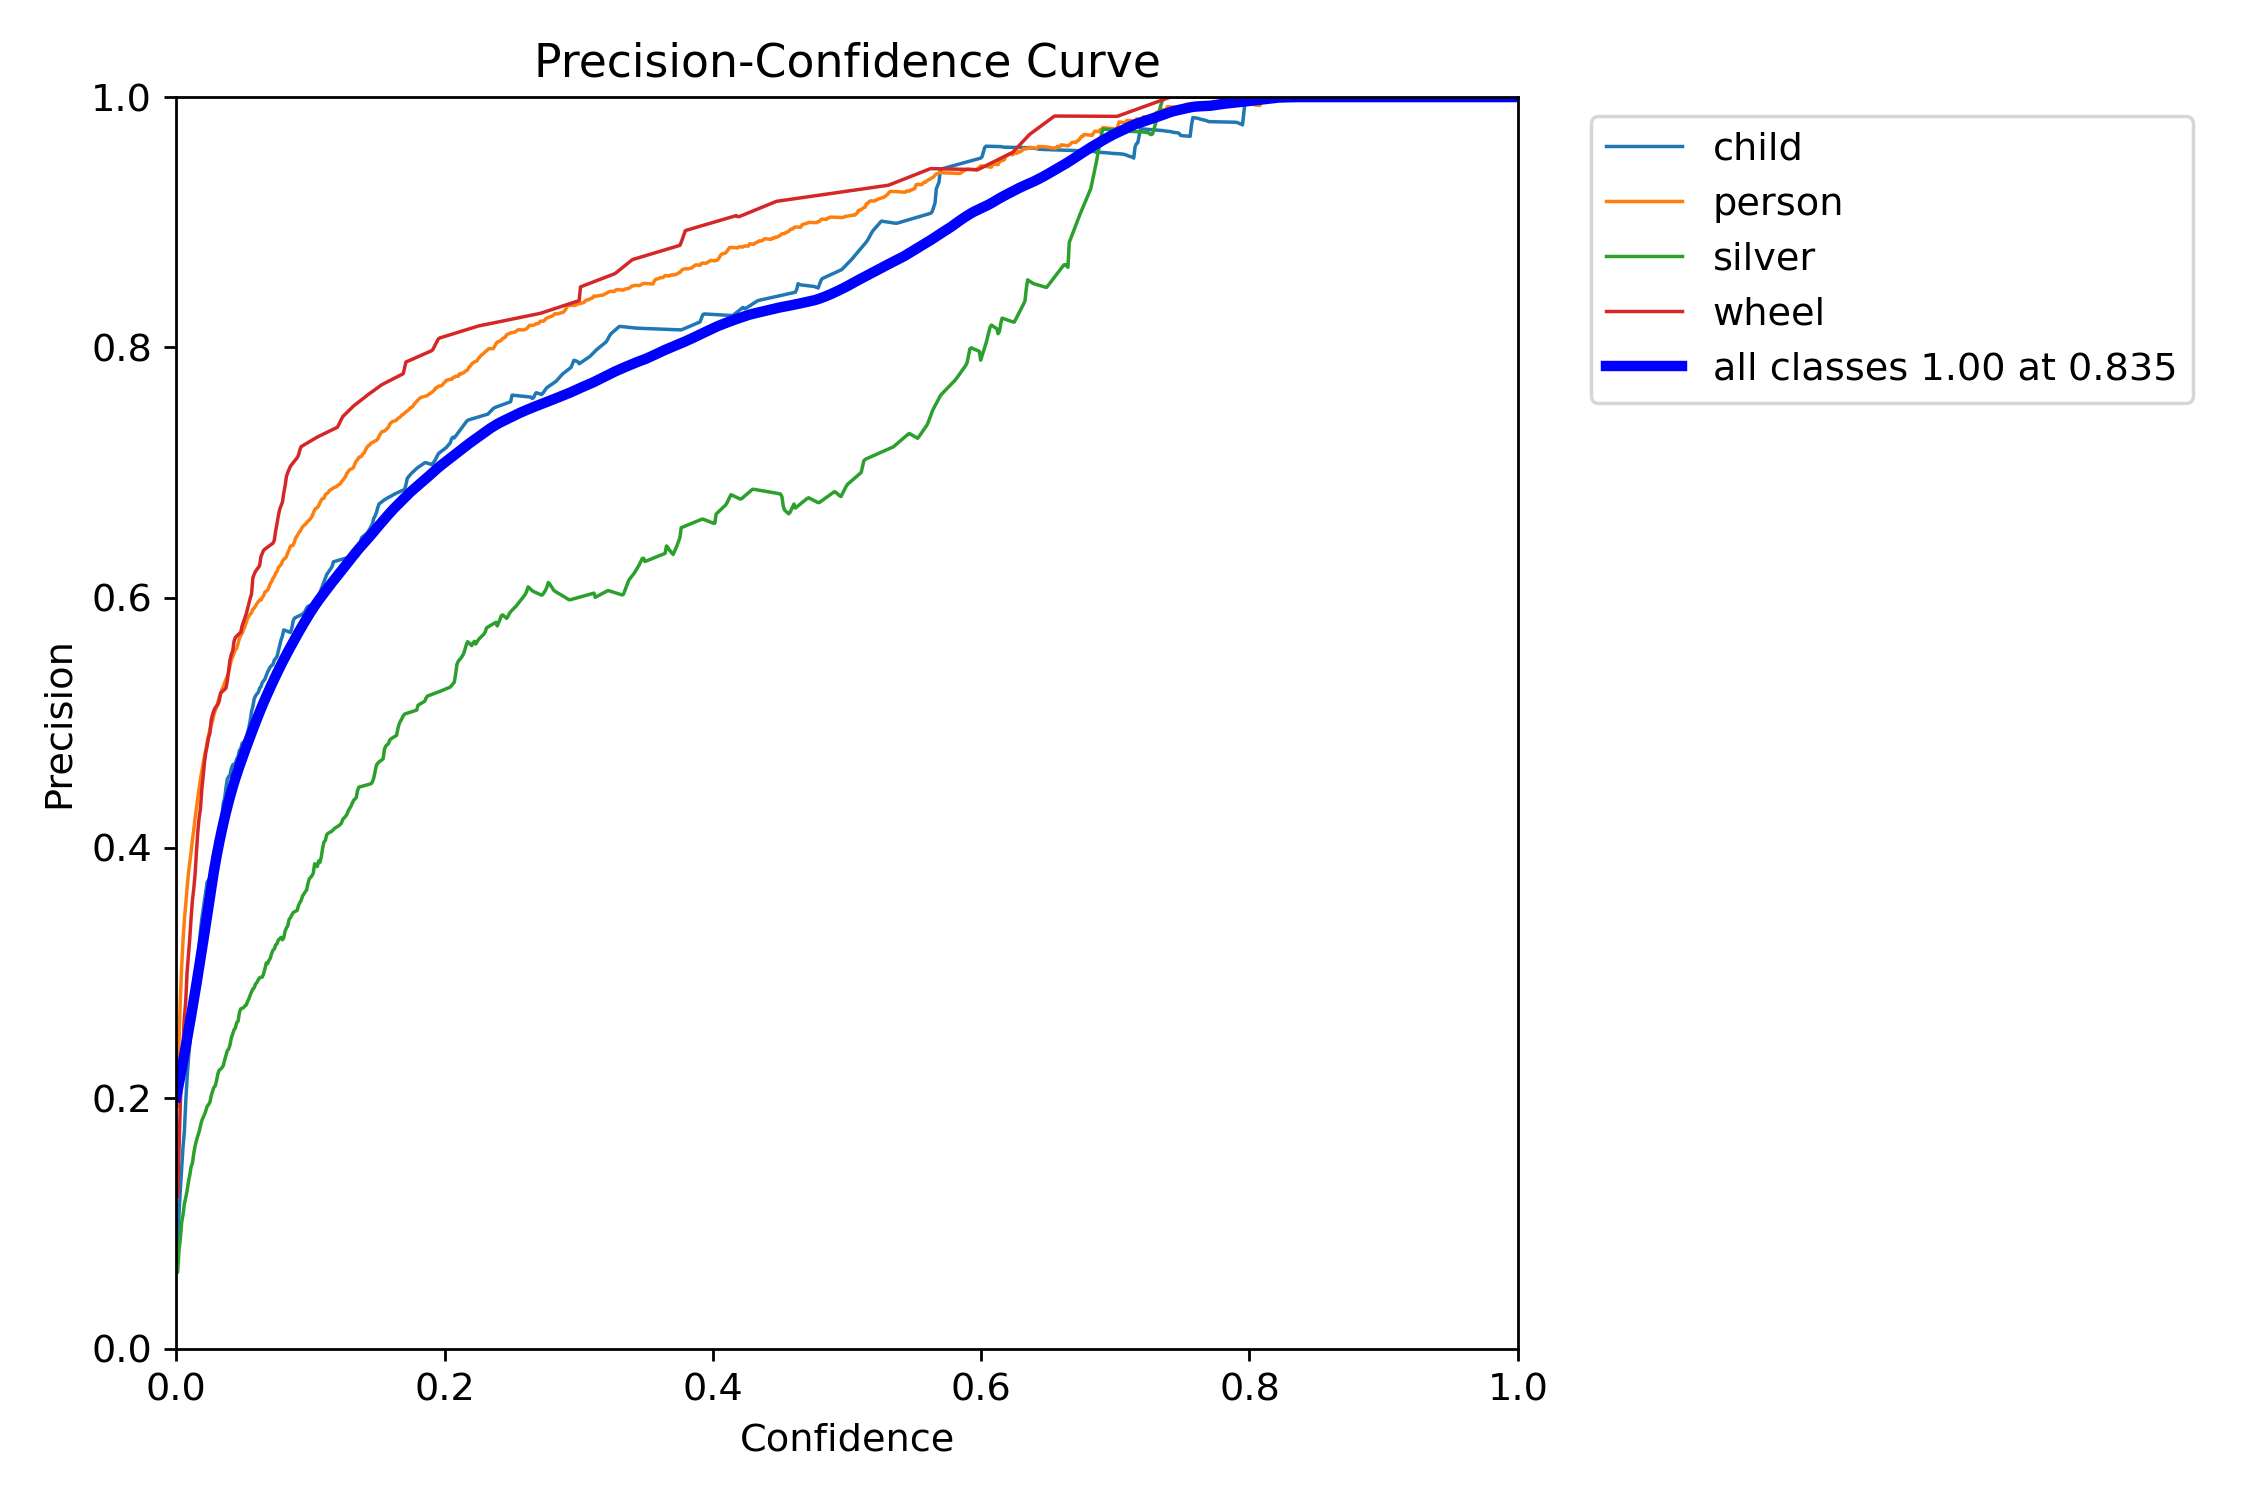 Precision-Confidence Curve
1.0
0.8
0.6
0.4
0.2
0.0
Precision
0.0 0.2 0.4 0.6 0.8 1.0
Confidence
child
person
silver
wheel
all classes 1.00 at 0.835